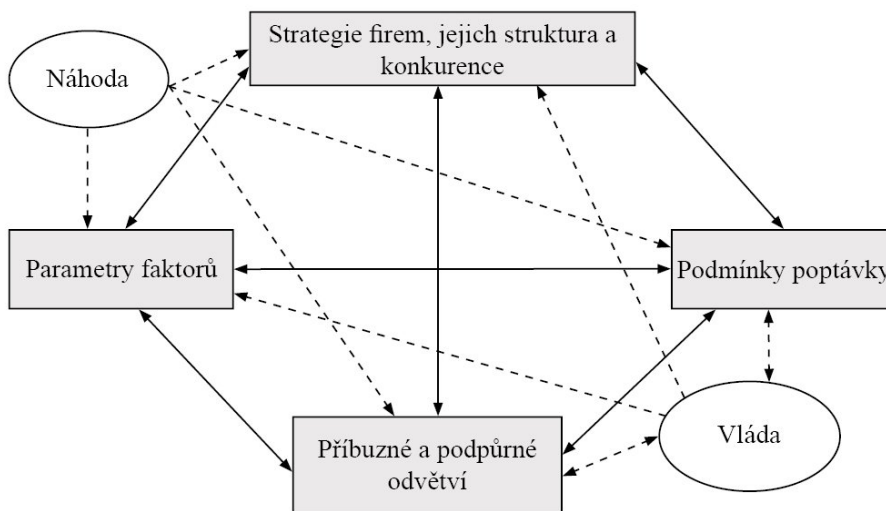 Strategie firem, jejich struktura a
konkurence
Náhoda
Parametry faktorů
Podmínky poptávky
Příbuzné a podpůrné
odvětví
Vláda